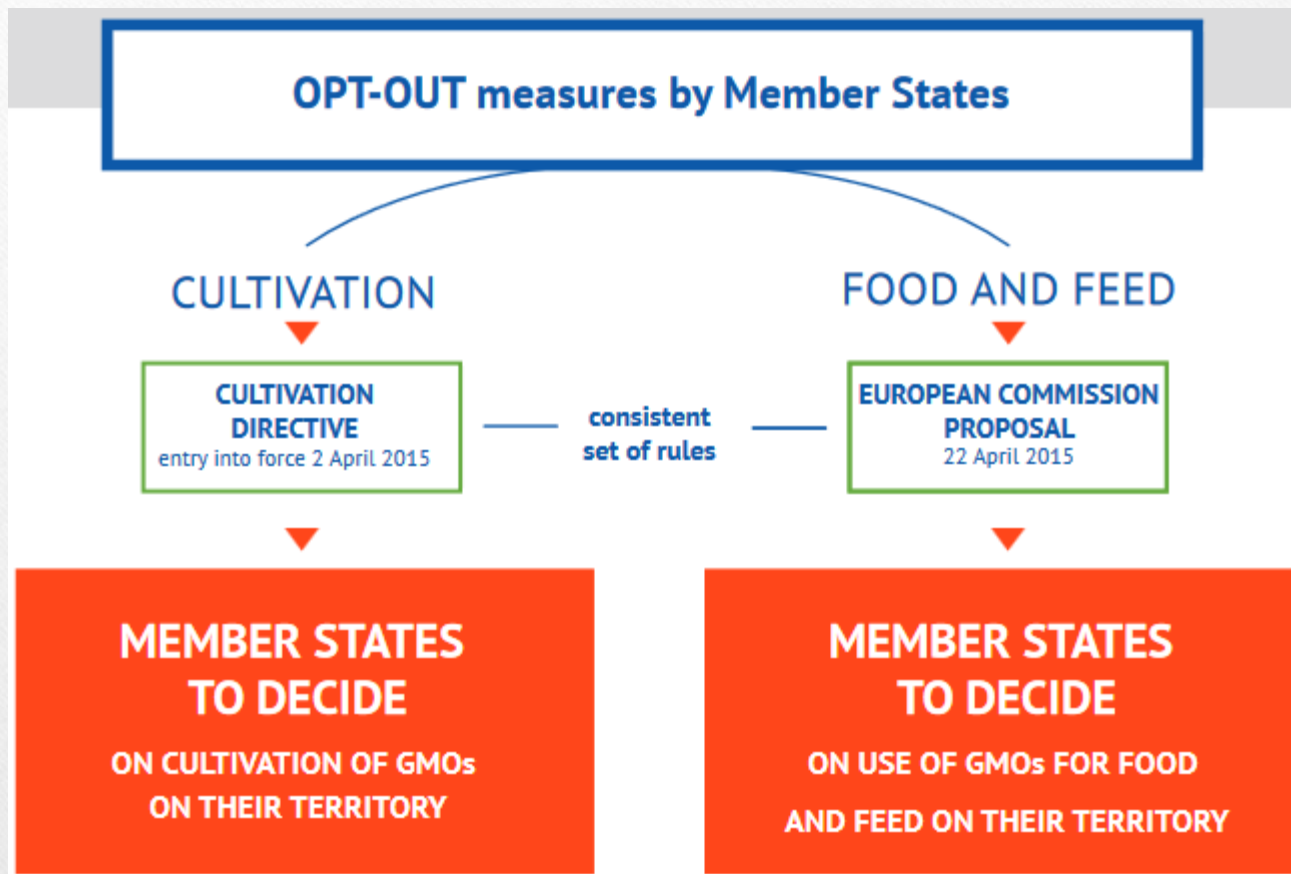 OPT-OUT measures by Member States
CULTIVATION
CULTIVATION
DIRECTIVE
entry into force 2 April 2015
consistent
set of rules
FOOD AND FEED
EUROPEAN COMMISSION
PROPOSAL
22 April 2015
MEMBER STATES
TO DECIDE
ON CULTIVATION OF GMOs
ON THEIR TERRITORY
MEMBER STATES
TO DECIDE
ON USE OF GMOs FOR FOOD
AND FEED ON THEIR TERRITORY